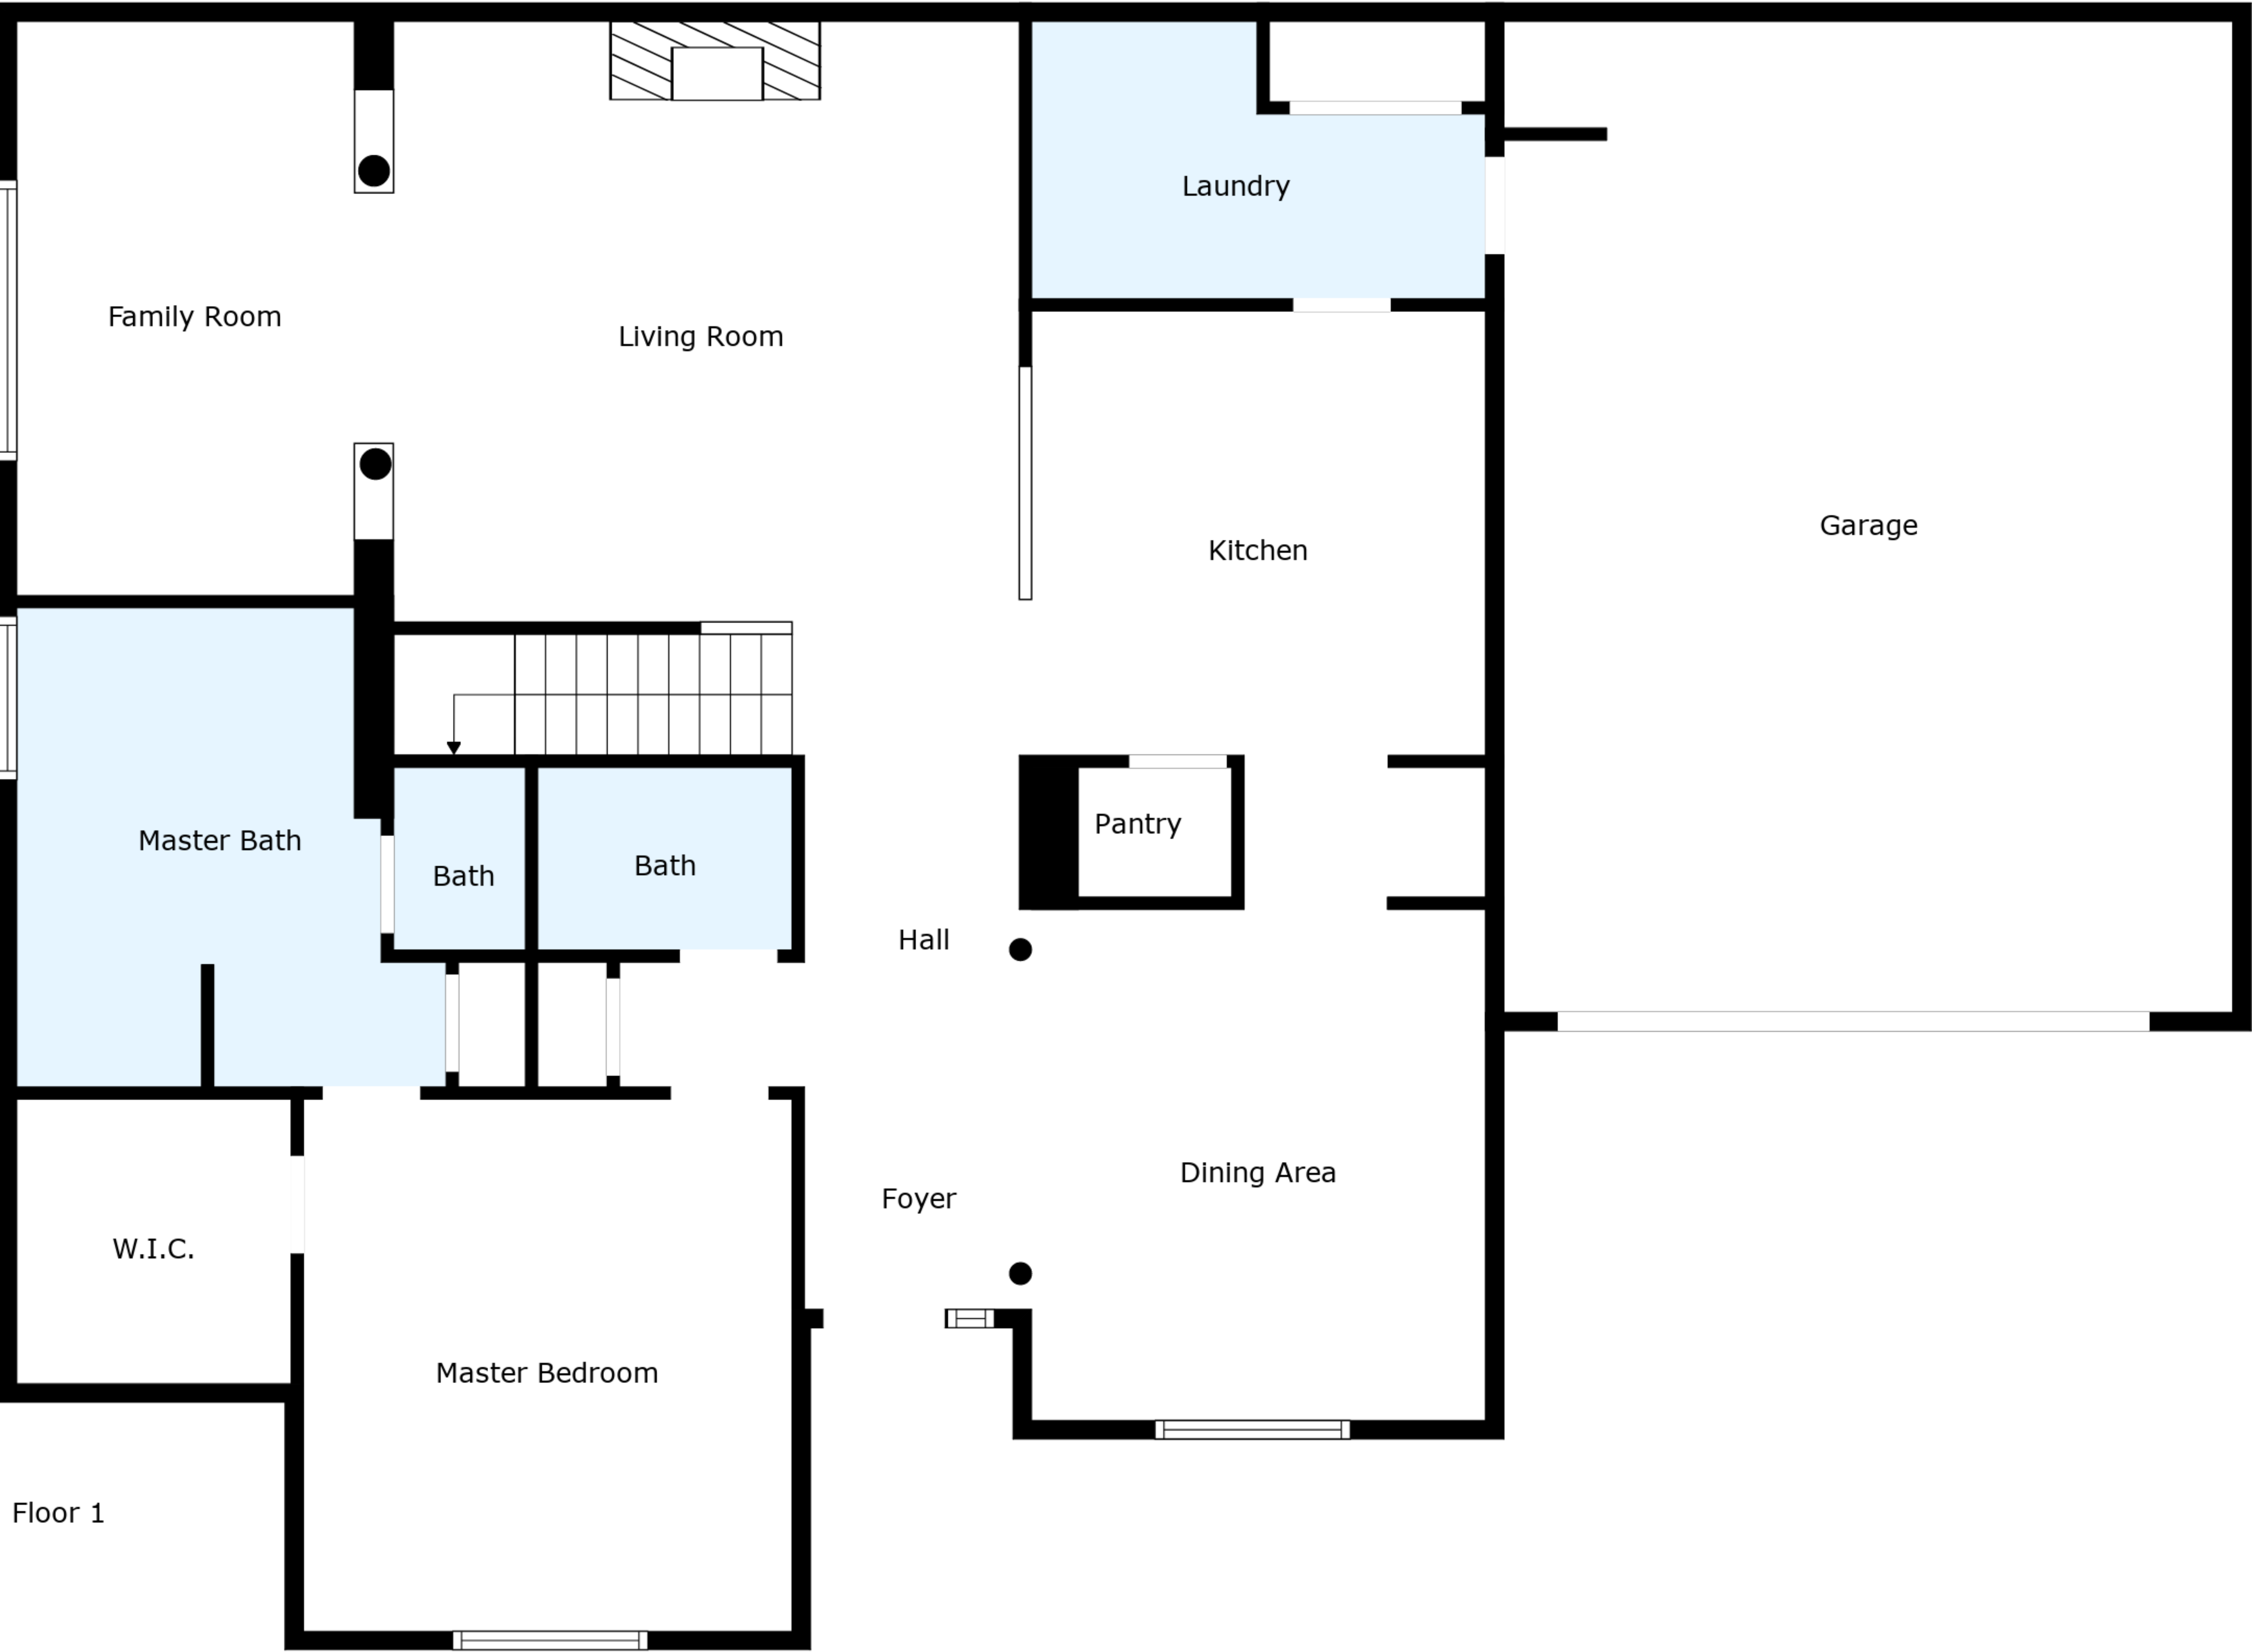 Laundry
Family Room
Living Room
Garage
Kitchen
Pantry
Master Bath
Bath
Bath
Hall
Dining Area
Foyer
W.I.C.
Master Bedroom
Floor 1